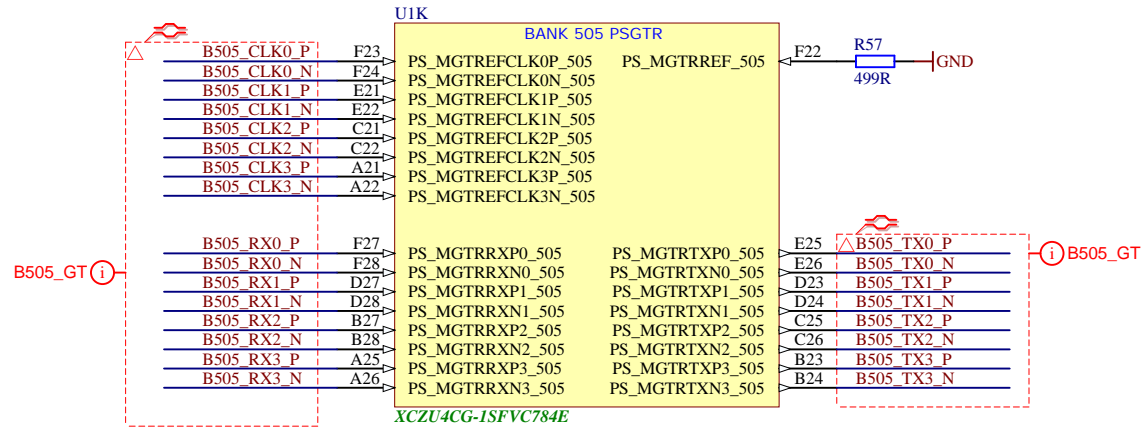 U1K
BANK 505 PSGTR
B505_CLK0_P F23 PS_MGTREFCLK0P_505 PS_MGTRREF_505 F22 R57 GND
B505_CLK0_N F24 PS_MGTREFCLK0N_505 499R
B505_CLK1_P E21 PS_MGTREFCLK1P_505
B505_CLK1_N E22 PS_MGTREFCLK1N_505
B505_CLK2_P C21 PS_MGTREFCLK2P_505
B505_CLK2_N C22 PS_MGTREFCLK2N_505
B505_CLK3_P A21 PS_MGTREFCLK3P_505
B505_CLK3_N A22 PS_MGTREFCLK3N_505
B505_RX0_P F27 PS_MGTRRXP0_505 PS_MGTRTXP0_505 E25 B505_TX0_P i B505_GT
B505_GT i B505_RX0_N F28 PS_MGTRRXN0_505 PS_MGTRTXN0_505 E26 B505_TX0_N
B505_RX1_P D27 PS_MGTRRXP1_505 PS_MGTRTXP1_505 D23 B505_TX1_P
B505_RX1_N D28 PS_MGTRRXN1_505 PS_MGTRTXN1_505 D24 B505_TX1_N
B505_RX2_P B27 PS_MGTRRXP2_505 PS_MGTRTXP2_505 C25 B505_TX2_P
B505_RX2_N B28 PS_MGTRRXN2_505 PS_MGTRTXN2_505 C26 B505_TX2_N
B505_RX3_P A25 PS_MGTRRXP3_505 PS_MGTRTXP3_505 B23 B505_TX3_P
B505_RX3_N A26 PS_MGTRRXN3_505 PS_MGTRTXN3_505 B24 B505_TX3_N
XCZU4CG-1SFVC784E